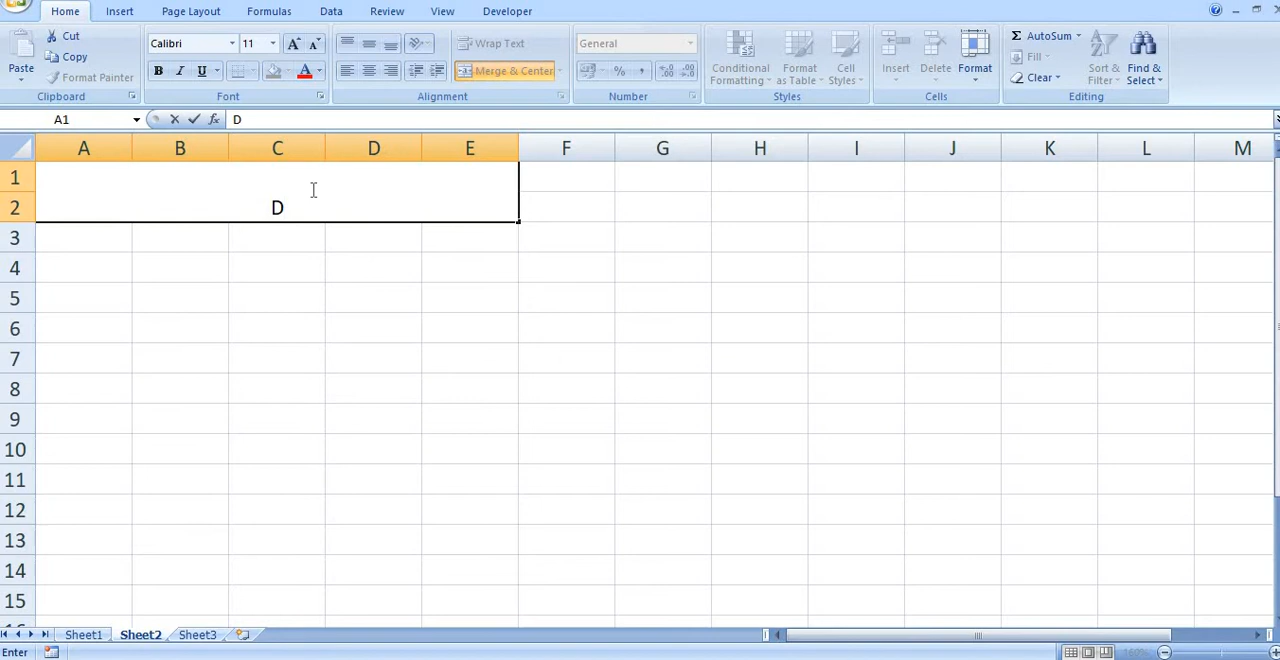 Home Insert Page Layout Formulas Data Review View Developer
Cut Calibri 11 A A Wrap Text General AutoSum
Copy Fill
Paste Format Painter B I U A Merge & Center % , Conditional Formatting Format as Table Cell Styles Insert Delete Format Clear Sort & Filter Find & Select
Clipboard Font Alignment Number Styles Cells Editing
A1 fx D
A B C D E F G H I J K L M
1
2 D
3
4
5
6
7
8
9
10
11
12
13
14
15
Sheet1 Sheet2 Sheet3
Enter